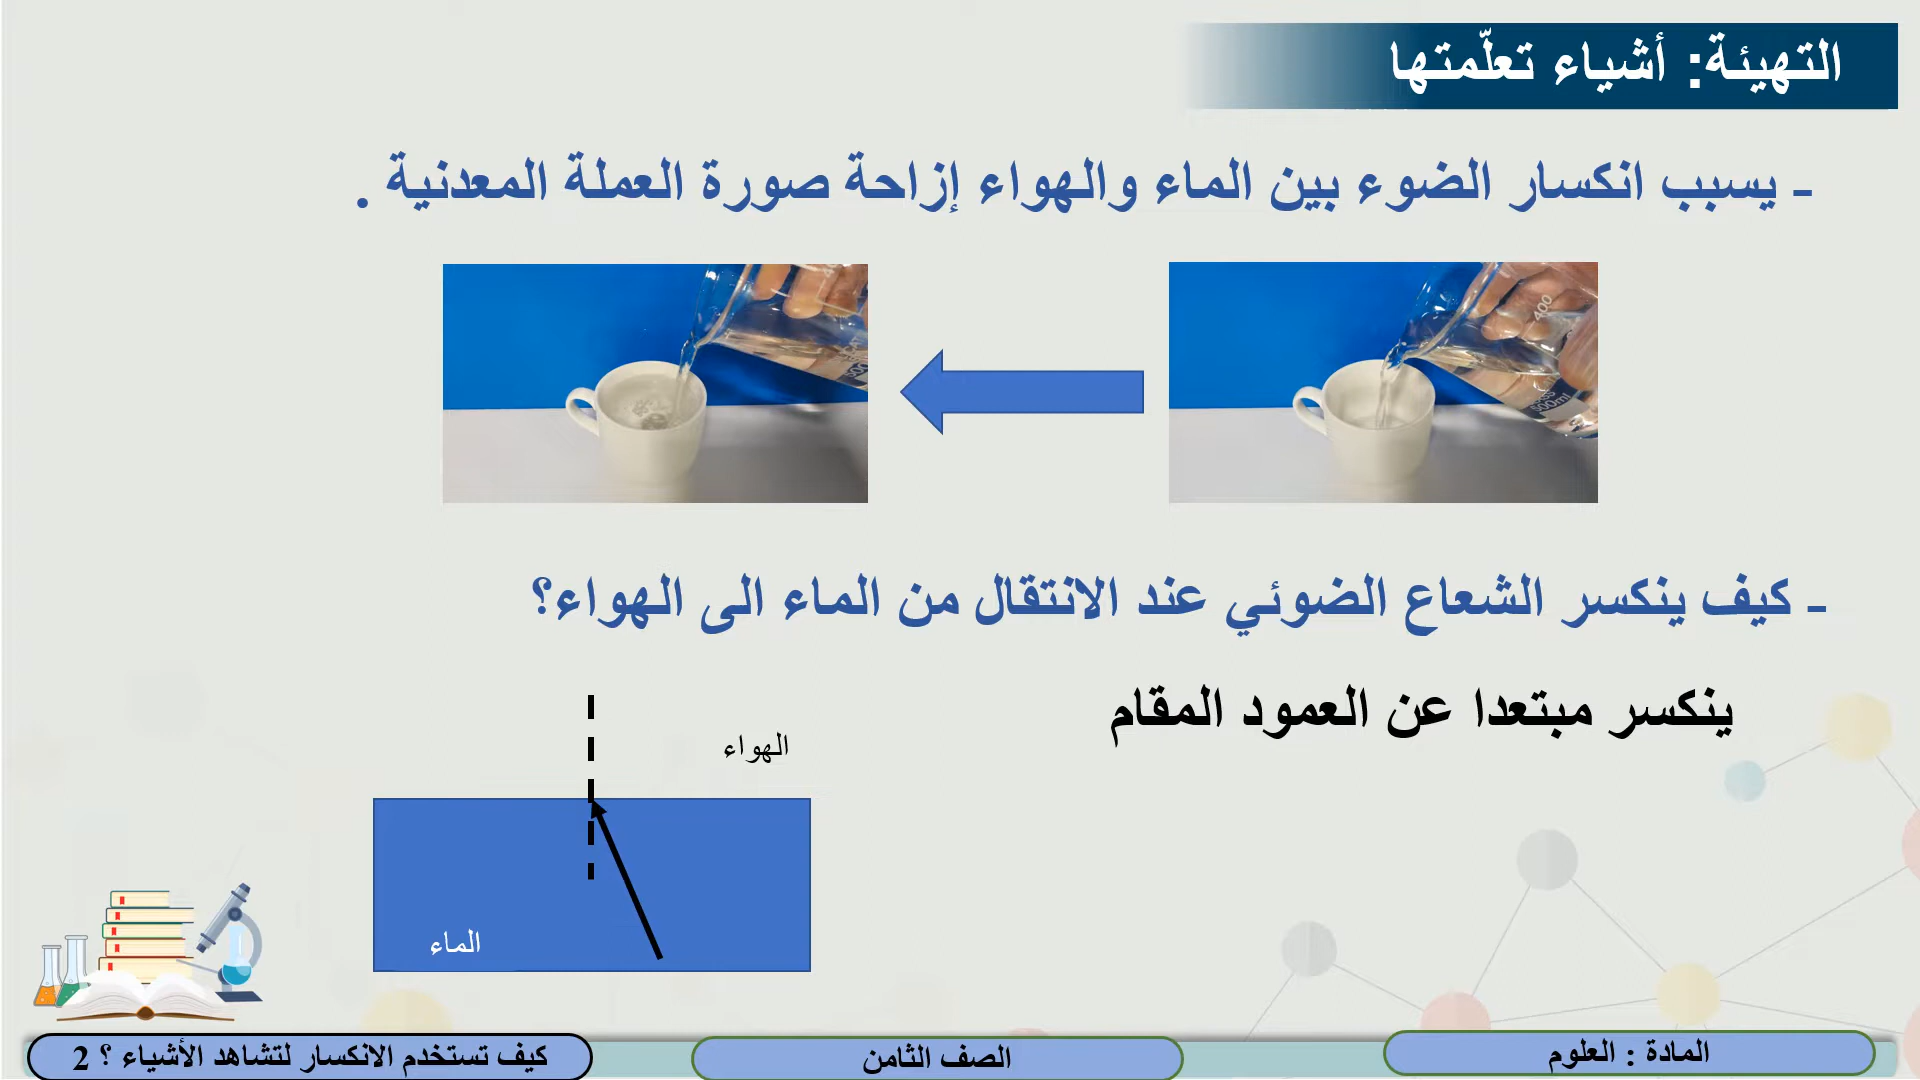 التهيئة: أشياء تعلّمتها
- يسبب انكسار الضوء بين الماء والهواء إزاحة صورة العملة المعدنية .
400
500ml
- كيف ينكسر الشعاع الضوئي عند الانتقال من الماء الى الهواء؟
ينكسر مبتعدا عن العمود المقام
الهواء
الماء
المادة : العلوم
الصف الثامن
كيف تستخدم الانكسار لتشاهد الأشياء ؟ 2